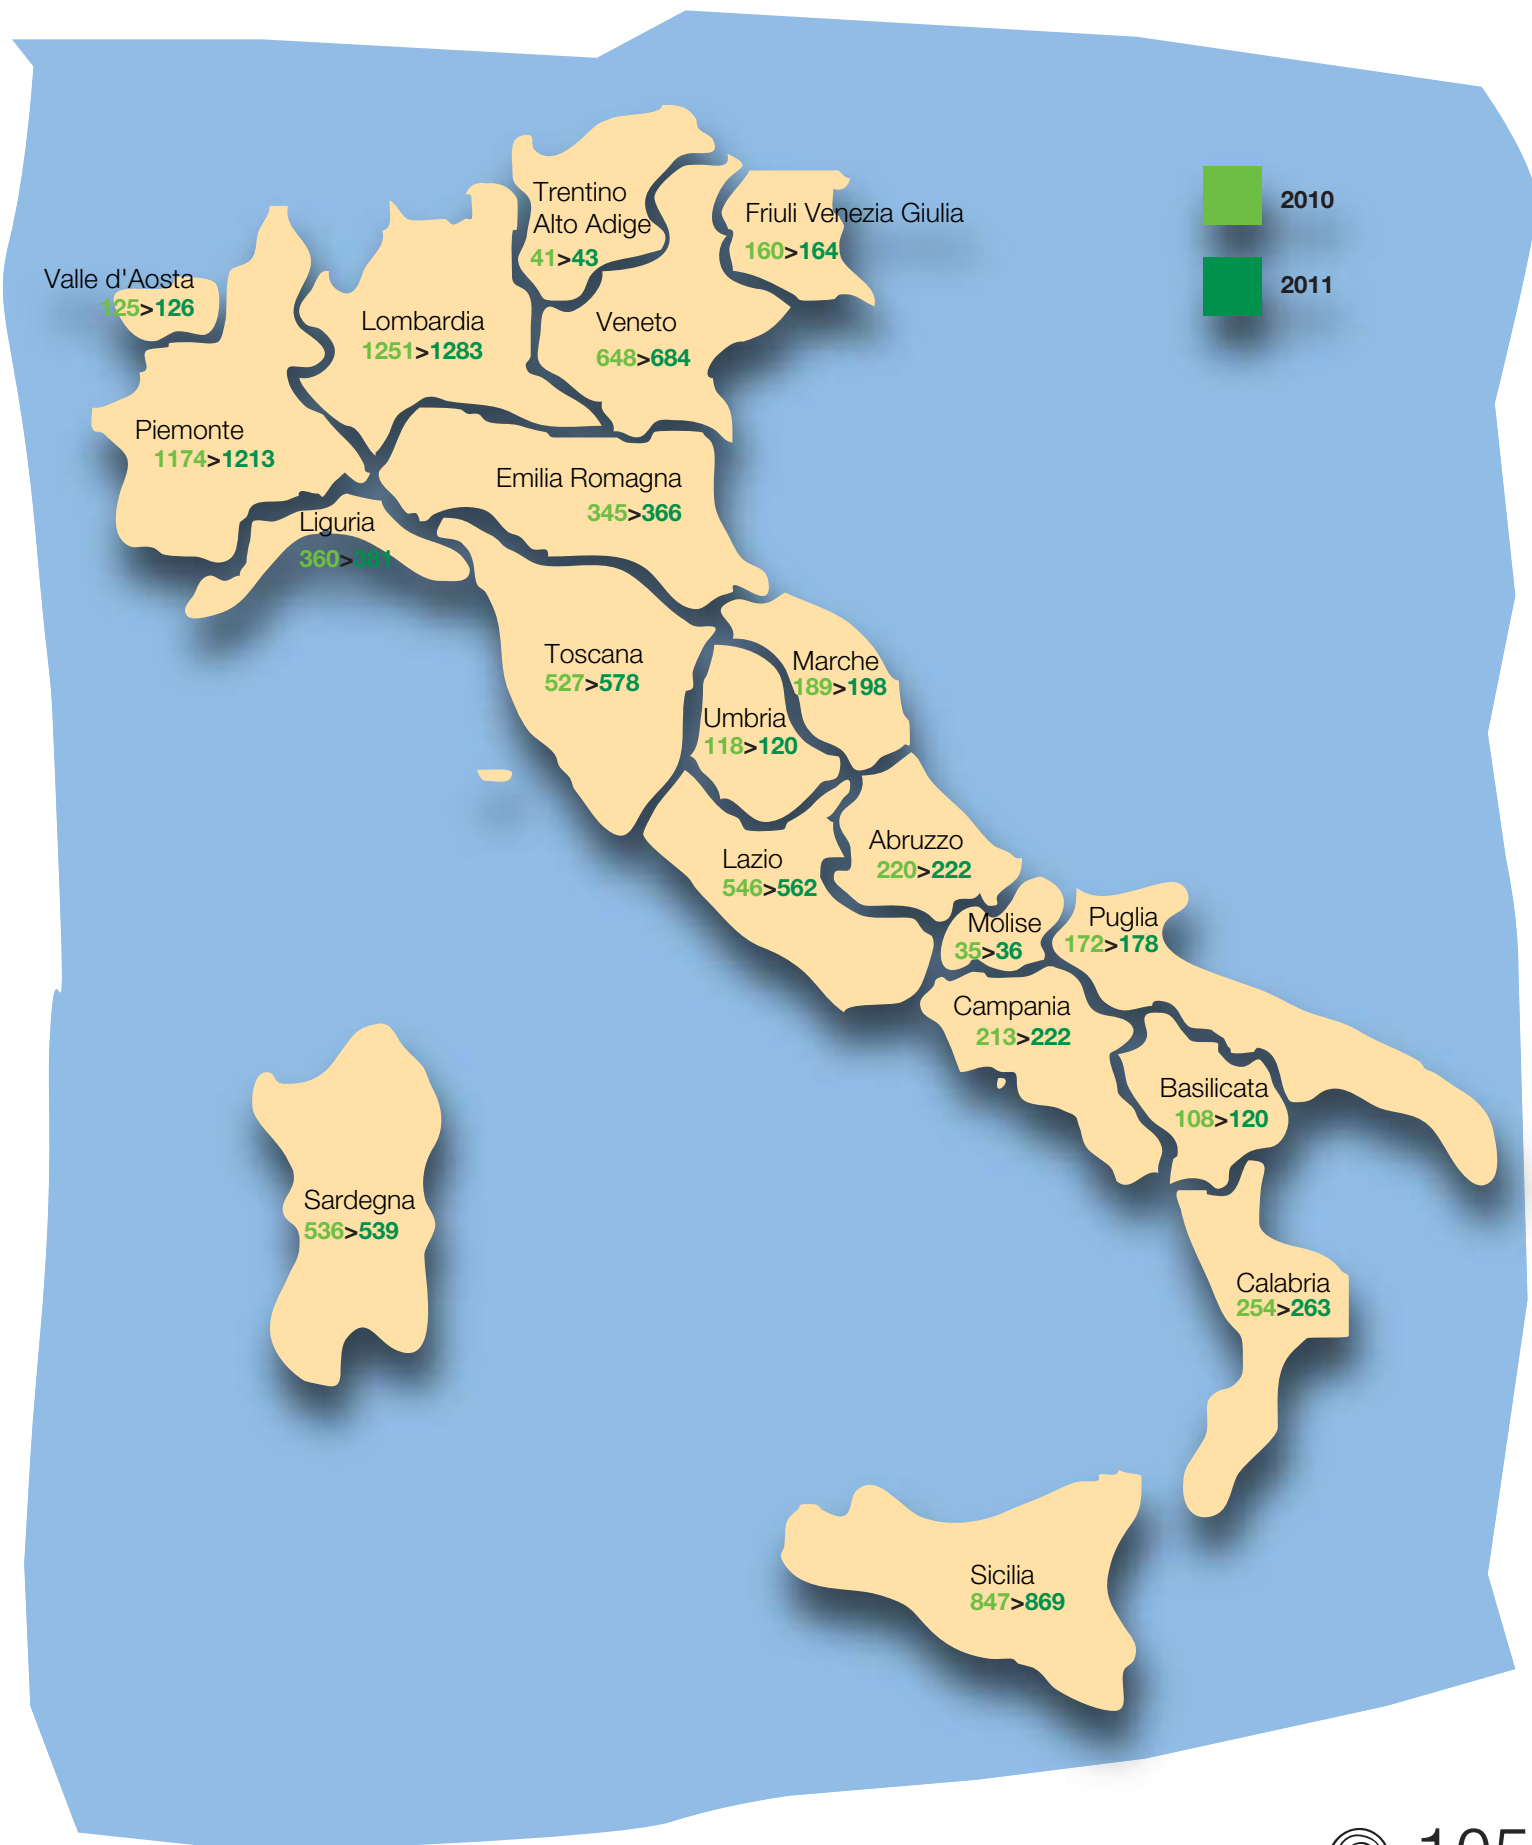 Trentino
Alto Adige
41>43
Friuli Venezia Giulia
160>164
2010
2011
Valle d'Aosta
125>126
Lombardia
1251>1283
Veneto
648>684
Piemonte
1174>1213
Emilia Romagna
345>366
Liguria
360>381
Toscana
527>578
Marche
189>198
Umbria
118>120
Abruzzo
220>222
Lazio
546>562
Molise
35>36
Puglia
172>178
Campania
213>222
Basilicata
108>120
Sardegna
536>539
Calabria
254>263
Sicilia
847>869